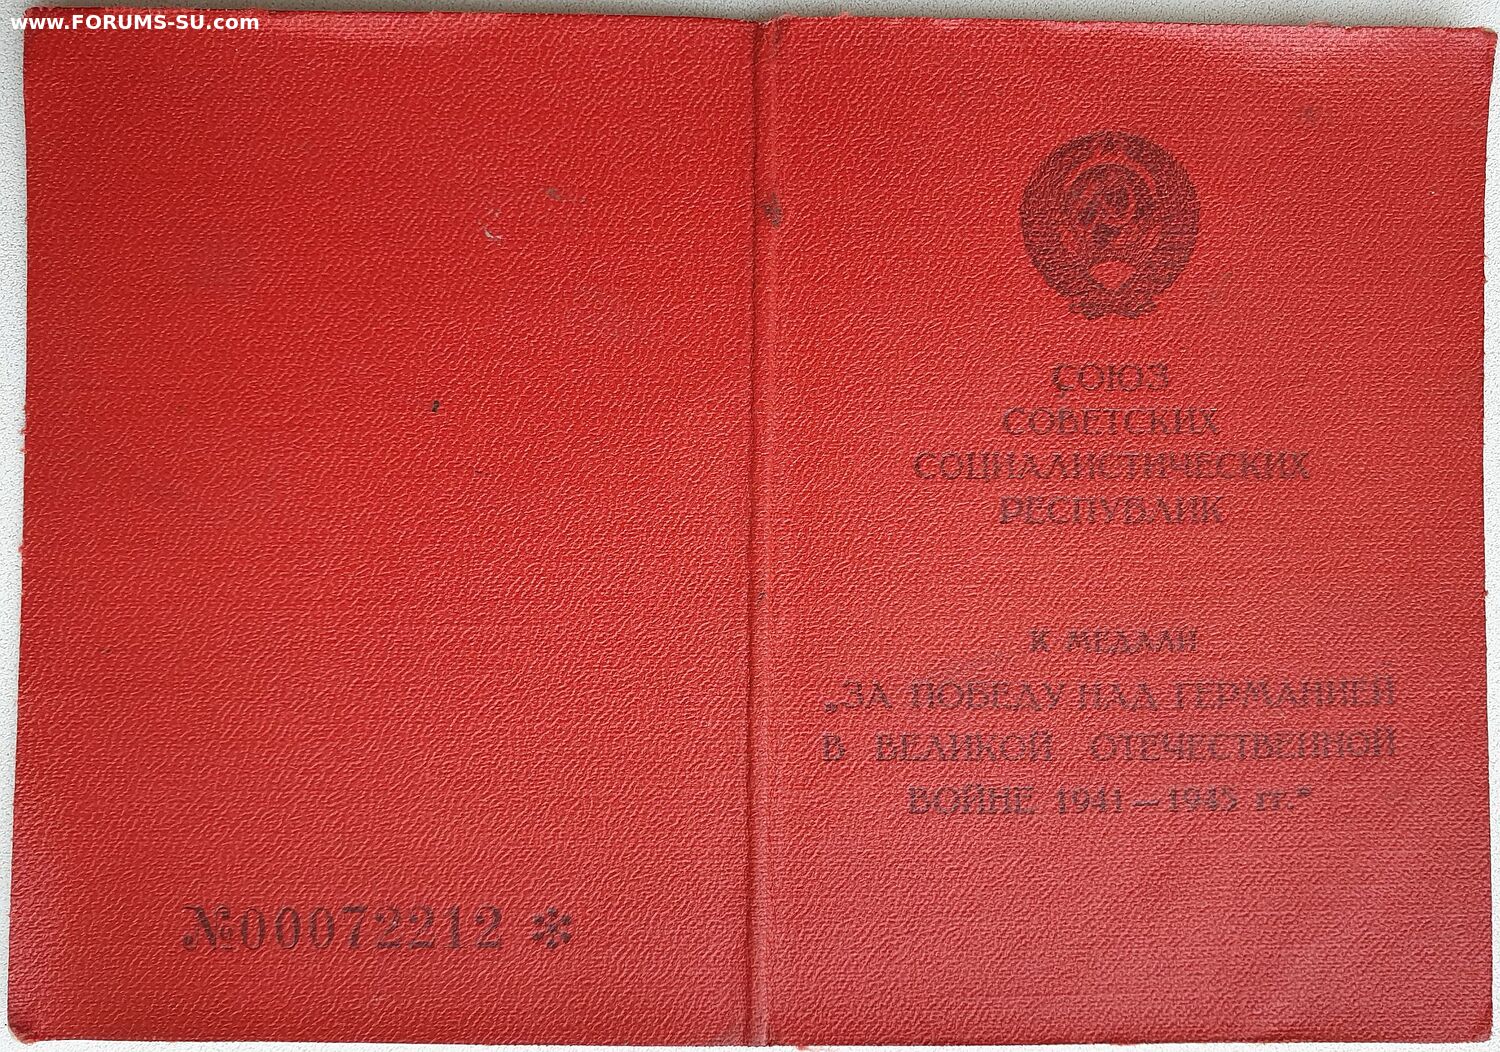 www.FORUMS-SU.com
СОЮЗ
СОВЕТСКИХ
СОЦИАЛИСТИЧЕСКИХ
РЕСПУБЛИК
К МЕДАЛИ
„ЗА ПОБЕДУ НАД ГЕРМАНИЕЙ
В ВЕЛИКОЙ ОТЕЧЕСТВЕННОЙ
ВОЙНЕ 1941—1945 гг.“
№00072212 *